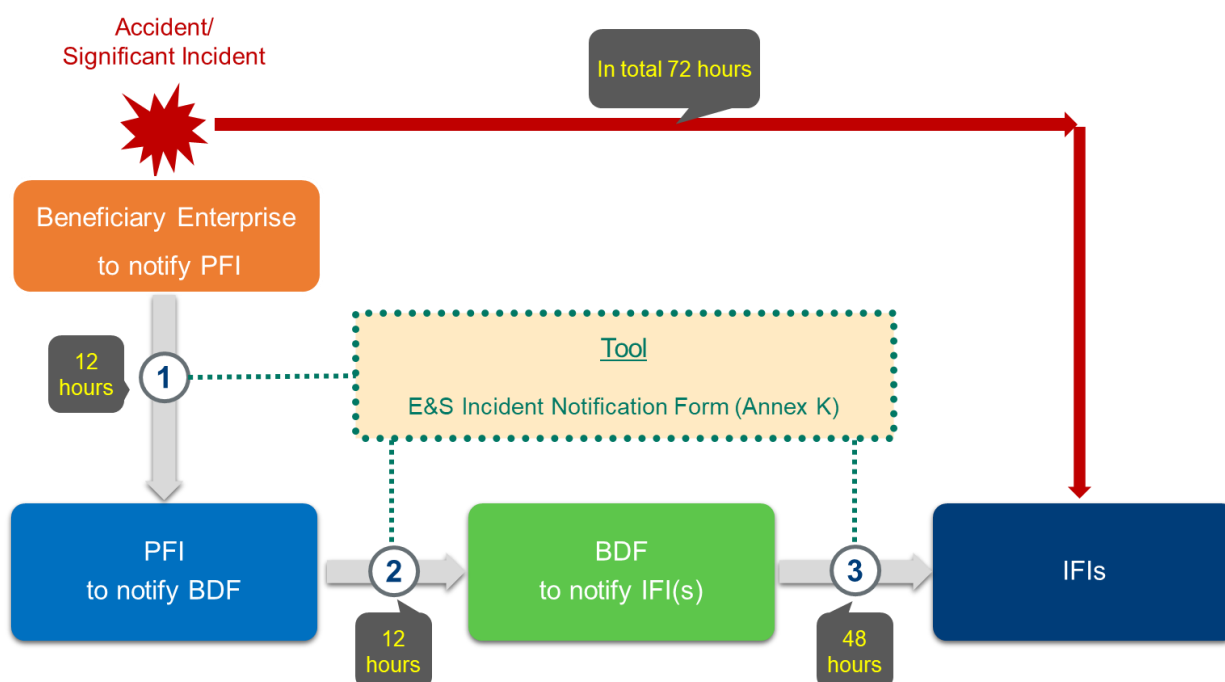 Accident/
Significant Incident
In total 72 hours
Beneficiary Enterprise
to notify PFI
12
hours
1
Tool
E&S Incident Notification Form (Annex K)
PFI
to notify BDF
2
12
hours
BDF
to notify IFI(s)
3
48
hours
IFIs